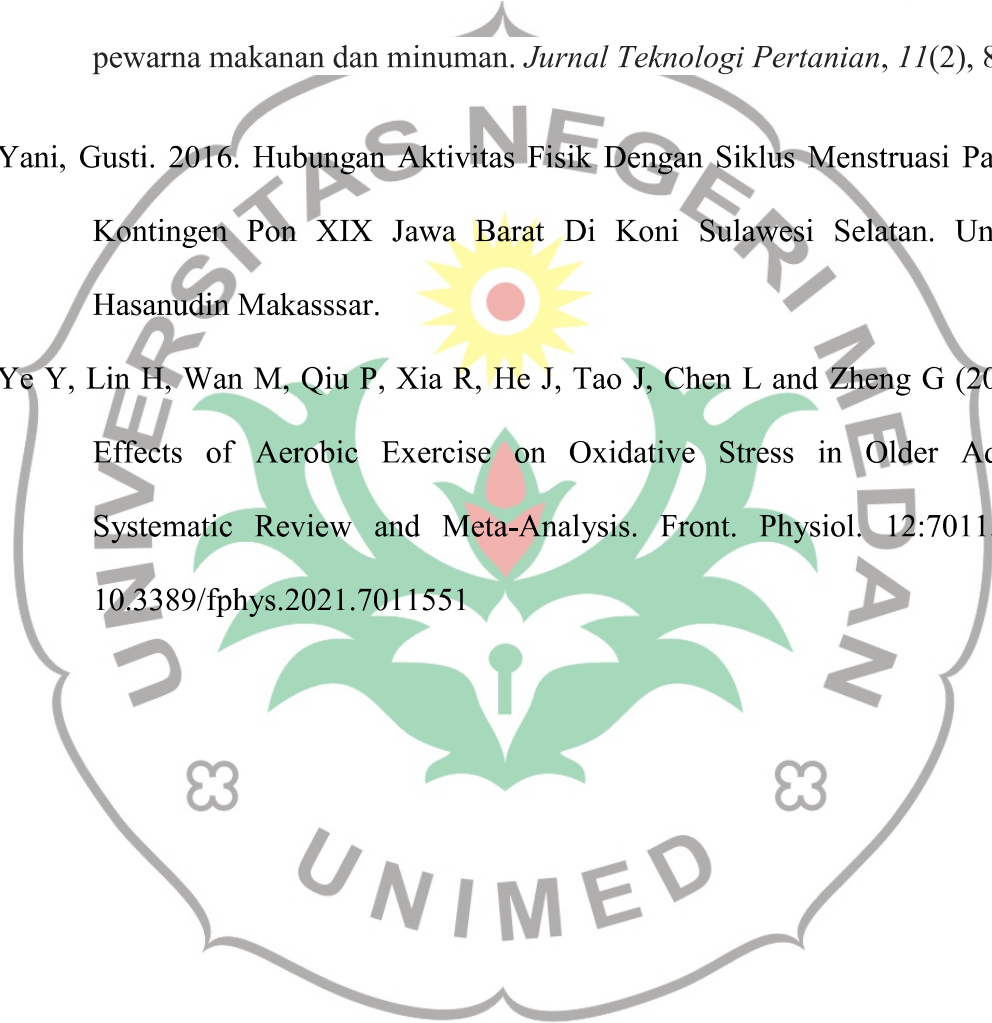 pewarna makanan dan minuman. Jurnal Teknologi Pertanian, 11(2), 8
Yani, Gusti. 2016. Hubungan Aktivitas Fisik Dengan Siklus Menstruasi Pa
Kontingen Pon XIX Jawa Barat Di Koni Sulawesi Selatan. Un
Hasanudin Makasssar.
Ye Y, Lin H, Wan M, Qiu P, Xia R, He J, Tao J, Chen L and Zheng G (20
Effects of Aerobic Exercise on Oxidative Stress in Older Ad
Systematic Review and Meta-Analysis. Front. Physiol. 12:7011
10.3389/fphys.2021.7011551
UNIVERSITAS NEGERI MEDAN
UNIMED